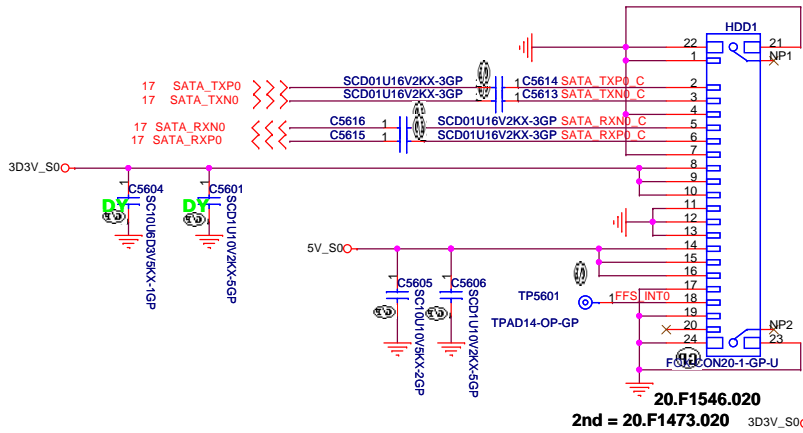 HDD1
22
21
NP1
1
17 SATA_TXP0
SCD01U16V2KX-3GP
1
C5614
SATA_TXP0_C
2
17 SATA_TXN0
SCD01U16V2KX-3GP
1
C5613
SATA_TXN0_C
3
4
17 SATA_RXN0
C5616
1
SCD01U16V2KX-3GP
SATA_RXN0_C
5
17 SATA_RXP0
C5615
1
SCD01U16V2KX-3GP
SATA_RXP0_C
6
7
3D3V_S0
8
9
10
1
C5604
DY
SC10U6D3V5KX-1GP
1
C5601
DY
SCD1U10V2KX-5GP
11
12
13
5V_S0
14
15
16
1
C5605
SC10U10V5KX-2GP
1
C5606
SCD1U10V2KX-5GP
17
TP5601
1
FFS_INT0
18
TPAD14-OP-GP
19
20
NP2
24
23
20.F1546.020
2nd = 20.F1473.020
3D3V_S0